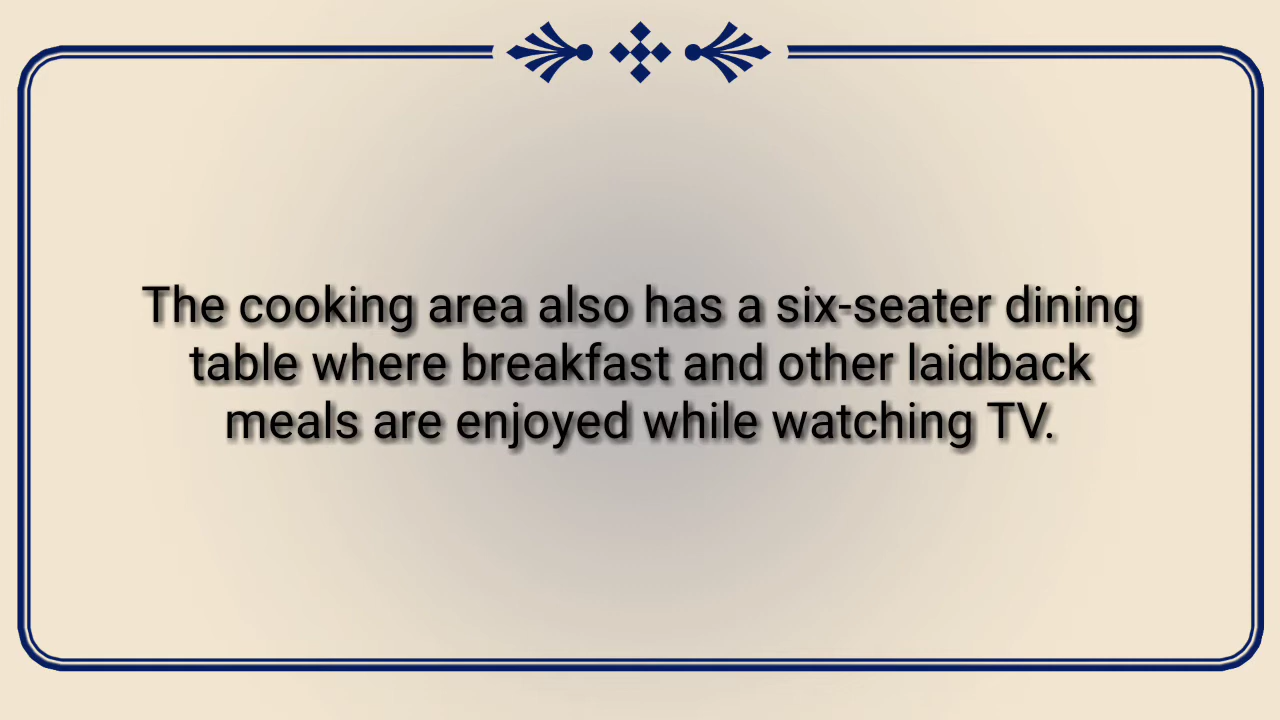 The cooking area also has a six-seater dining
table where breakfast and other laidback
meals are enjoyed while watching TV.